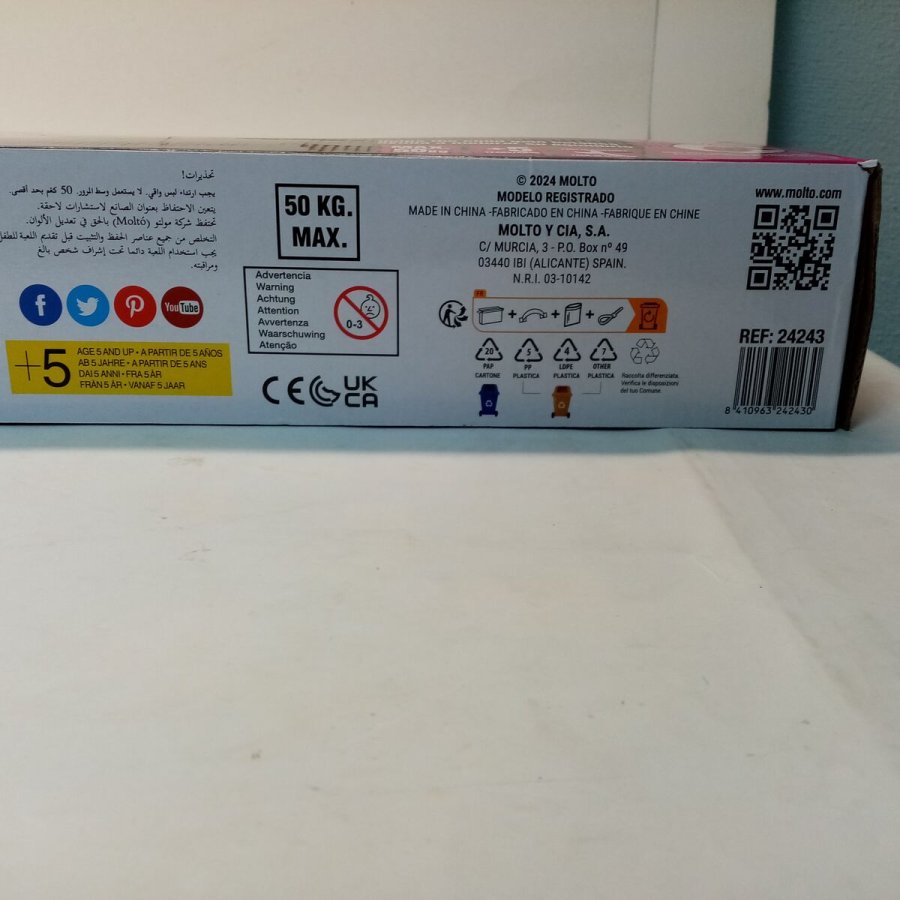 تحذيرات!
يجب ارتداء لبس واقي. لا يستعمل وسط المرور. 50 كغم بحد أقصى.
يتعين الاحتفاظ بعنوان الصانع لاستشارات لاحقة.
تحتفظ شركة مولتو (Moltó) بالحق في تعديل الألوان.
التخلص من جميع عناصر الحفظ والتثبيت قبل تقديم اللعبة للطفل
يجب استخدام اللعبة دائما تحت إشراف شخص بالغ
ومراقبته.
f
YouTube
+5
AGE 5 AND UP • A PARTIR DE 5 AÑOS
AB 5 JAHRE • A PARTIR DE 5 ANS
DAI 5 ANNI • FRA 5 ÅR
FRÅN 5 ÅR • VANAF 5 JAAR
50 KG.
MAX.
Advertencia
Warning
Achtung
Attention
Avvertenza
Waarschuwing
Atenção
0-3
CE
UK
CA
© 2024 MOLTO
MODELO REGISTRADO
MADE IN CHINA -FABRICADO EN CHINA -FABRIQUE EN CHINE
MOLTO Y CIA, S.A.
C/ MURCIA, 3 - P.O. Box nº 49
03440 IBI (ALICANTE) SPAIN.
N.R.I. 03-10142
FR
+ + +
20 5 4 7
PAP PP LDPE OTHER
CARTONE PLASTICA PLASTICA PLASTICA
Raccolta differenziata.
Verifica le disposizioni
del tuo Comune.
www.molto.com
REF: 24243
8 410963 242430